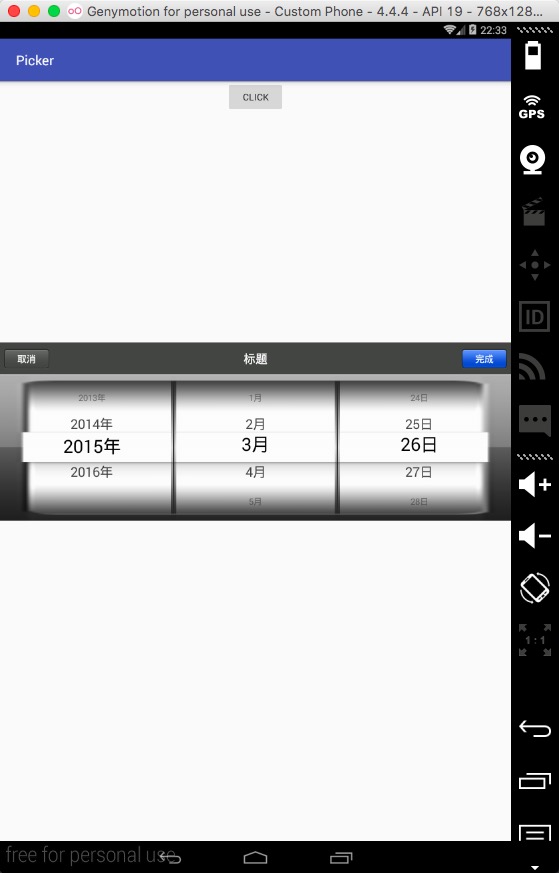 Genymotion for personal use - Custom Phone - 4.4.4 - API 19 - 768x128...
22:33
Picker
GPS
CLICK
ID
取消 标题 完成
2013年 1月 24日
2014年 2月 25日
2015年 3月 26日
2016年 4月 27日
5月 28日
1:1
free for personal use